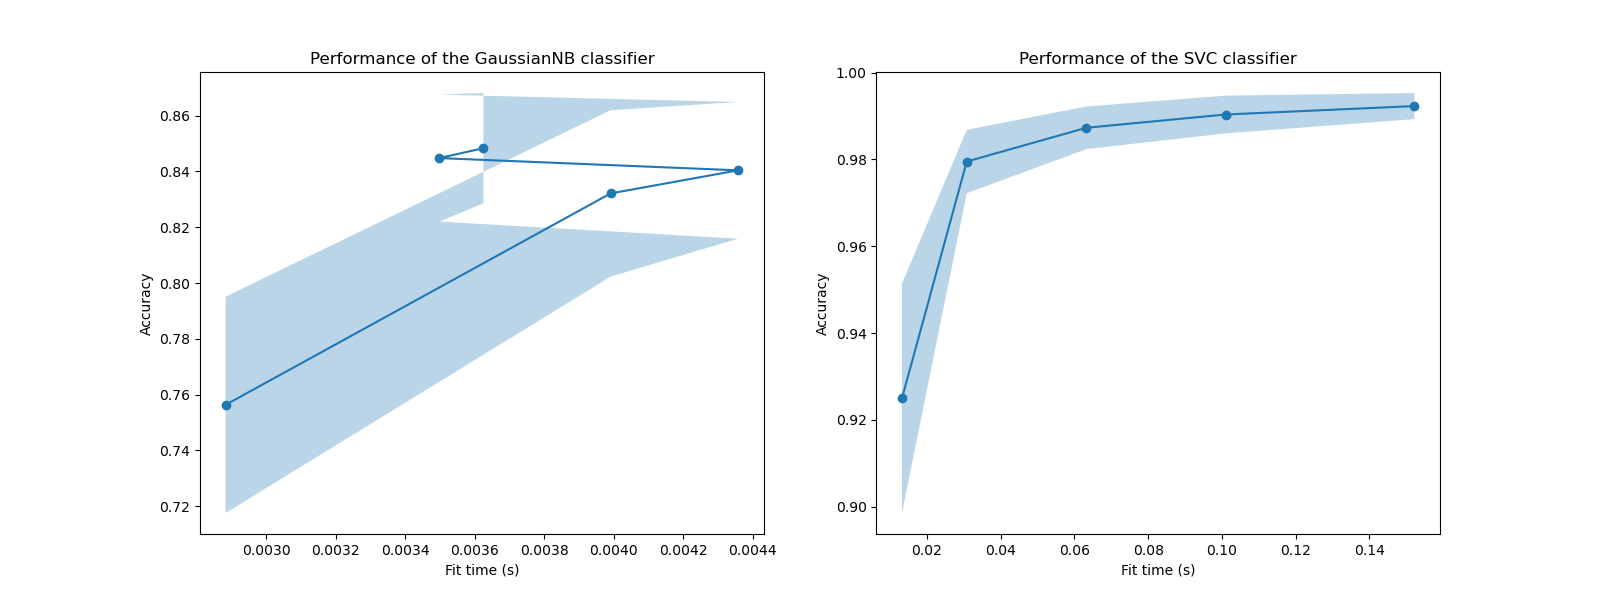 Performance of the GaussianNB classifier
Accuracy
0.86
0.84
0.82
0.80
0.78
0.76
0.74
0.72
0.0030 0.0032 0.0034 0.0036 0.0038 0.0040 0.0042 0.0044
Fit time (s)
Performance of the SVC classifier
Accuracy
1.00
0.98
0.96
0.94
0.92
0.90
0.02 0.04 0.06 0.08 0.10 0.12 0.14
Fit time (s)